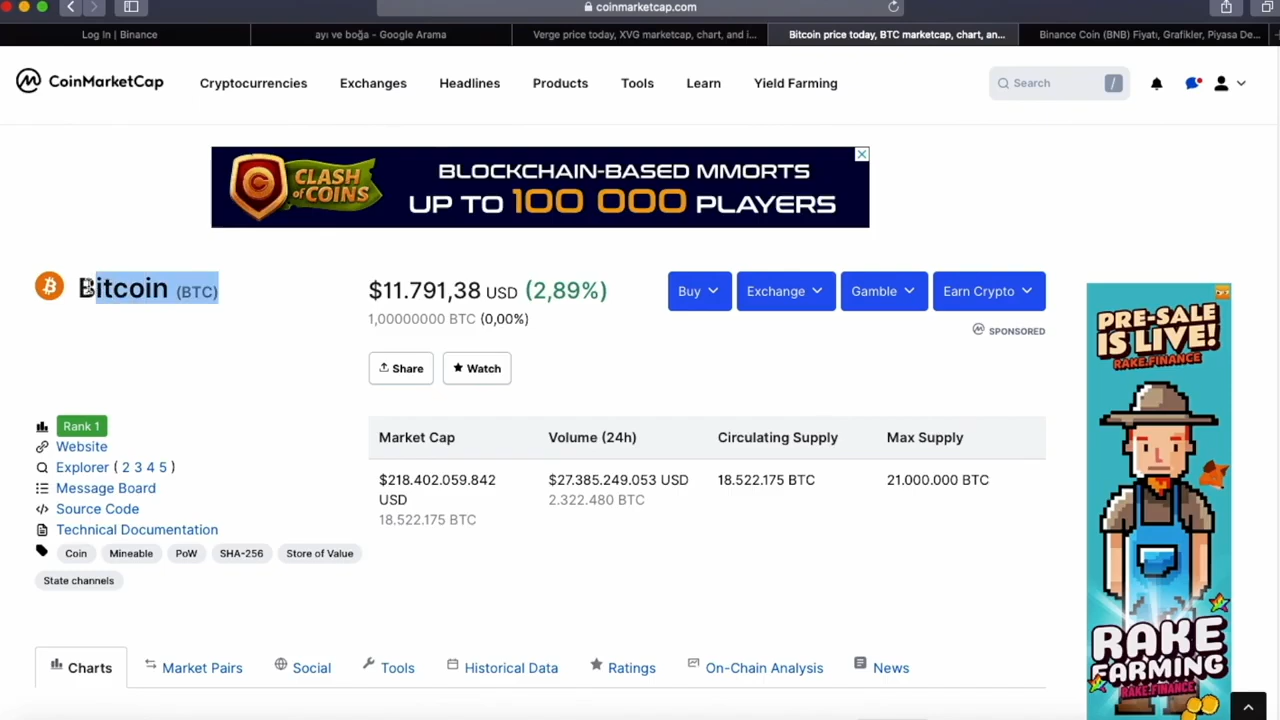 coinmarketcap.com
Log In | Binance
ayı ve boğa - Google Arama
Verge price today, XVG marketcap, chart, and i...
Bitcoin price today, BTC marketcap, chart, an...
Binance Coin (BNB) Fiyatı, Grafikler, Piyasa De...
CoinMarketCap
Cryptocurrencies
Exchanges
Headlines
Products
Tools
Learn
Yield Farming
Search
/
CLASH
of COINS
BLOCKCHAIN-BASED MMORTS
UP TO 100 000 PLAYERS
Bitcoin (BTC)
$11.791,38 USD (2,89%)
1,00000000 BTC (0,00%)
Buy
Exchange
Gamble
Earn Crypto
SPONSORED
Share
Watch
Rank 1
Website
Explorer ( 2 3 4 5 )
Message Board
Source Code
Technical Documentation
Coin
Mineable
PoW
SHA-256
Store of Value
State channels
Market Cap
Volume (24h)
Circulating Supply
Max Supply
$218.402.059.842
USD
18.522.175 BTC
$27.385.249.053 USD
2.322.480 BTC
18.522.175 BTC
21.000.000 BTC
PRE-SALE
IS LIVE!
RAKE.FINANCE
RAKE
FARMING
RAKE.FINANCE
Charts
Market Pairs
Social
Tools
Historical Data
Ratings
On-Chain Analysis
News